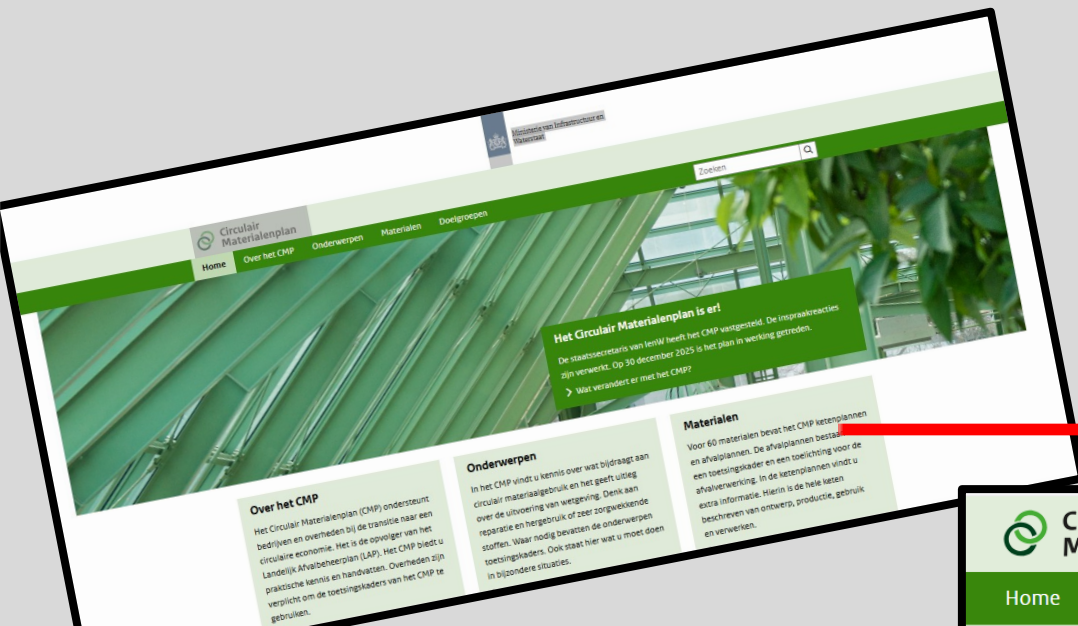 Ministerie van Infrastructuur en
Waterstaat
Zoeken
Circulair
Materialenplan
Home
Over het CMP
Onderwerpen
Materialen
Doelgroepen
Het Circulair Materialenplan is er!
De staatssecretaris van IenW heeft het CMP vastgesteld. De inspraakreacties
zijn verwerkt. Op 30 december 2025 is het plan in werking getreden.
Wat verandert er met het CMP?
Over het CMP
Het Circulair Materialenplan (CMP) ondersteunt
bedrijven en overheden bij de transitie naar een
circulaire economie. Het is de opvolger van het
Landelijk Afvalbeheerplan (LAP). Het CMP biedt u
praktische kennis en handvatten. Overheden zijn
verplicht om de toetsingskaders van het CMP te
gebruiken.
Onderwerpen
In het CMP vindt u kennis over wat bijdraagt aan
circulair materiaalgebruik en het geeft uitleg
over de uitvoering van wetgeving. Denk aan
reparatie en hergebruik of zeer zorgwekkende
stoffen. Waar nodig bevatten de onderwerpen
toetsingskaders. Ook staat hier wat u moet doen
in bijzondere situaties.
Materialen
Voor 60 materialen bevat het CMP ketenplannen
en afvalplannen. De afvalplannen bestaa
een toetsingskader en een toelichting voor de
afvalverwerking. In de ketenplannen vindt u
extra informatie. Hierin is de hele keten
beschreven van ontwerp, productie, gebruik
en verwerken.
C
M
Home